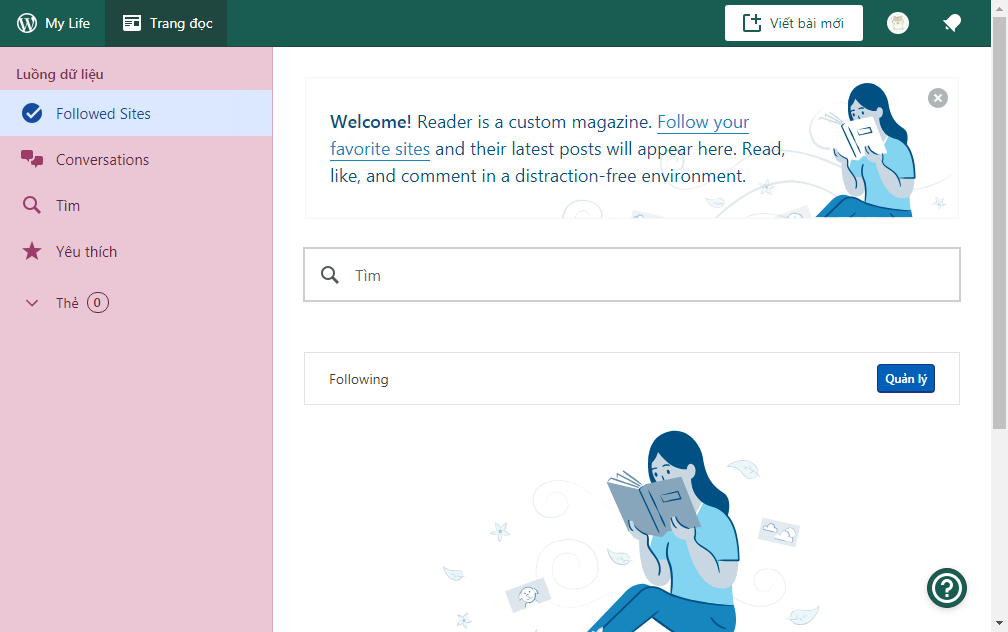 My Life
Trang đọc
Viết bài mới
Luồng dữ liệu
Followed Sites
Conversations
Tìm
Yêu thích
Thẻ 0
Welcome! Reader is a custom magazine. Follow your
favorite sites and their latest posts will appear here. Read,
like, and comment in a distraction-free environment.
Tìm
Following
Quản lý